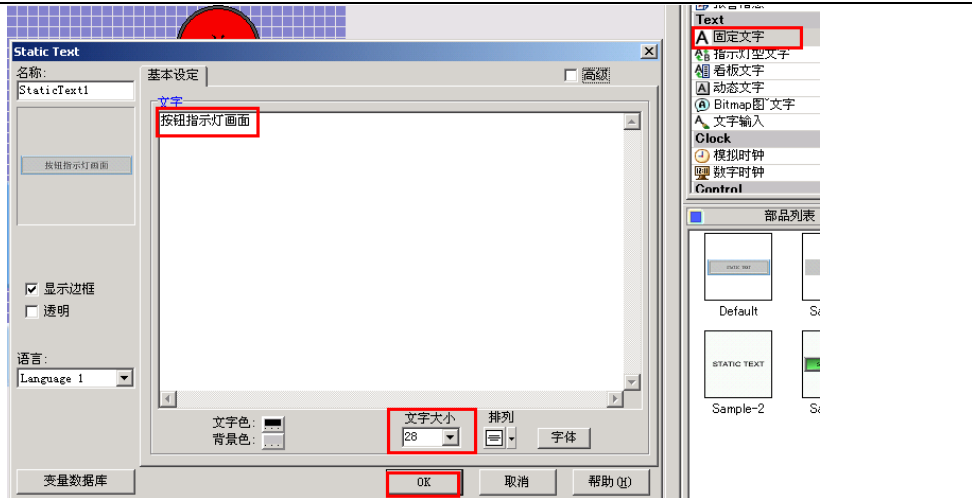 Static Text
名称:
StaticText1
按钮指示灯画面
显示边框
透明
语言:
Language 1
变量数据库
基本设定
高级
文字
按钮指示灯画面
文字色:
背景色:
...
文字大小
28
排列
字体
OK
取消
帮助(H)
Text
固定文字
指示灯型文字
看板文字
动态文字
Bitmap图~文字
文字输入
Clock
模拟时钟
数字时钟
Control
部品列表
STATIC TEXT
Default
STATIC TEXT
Sample-2